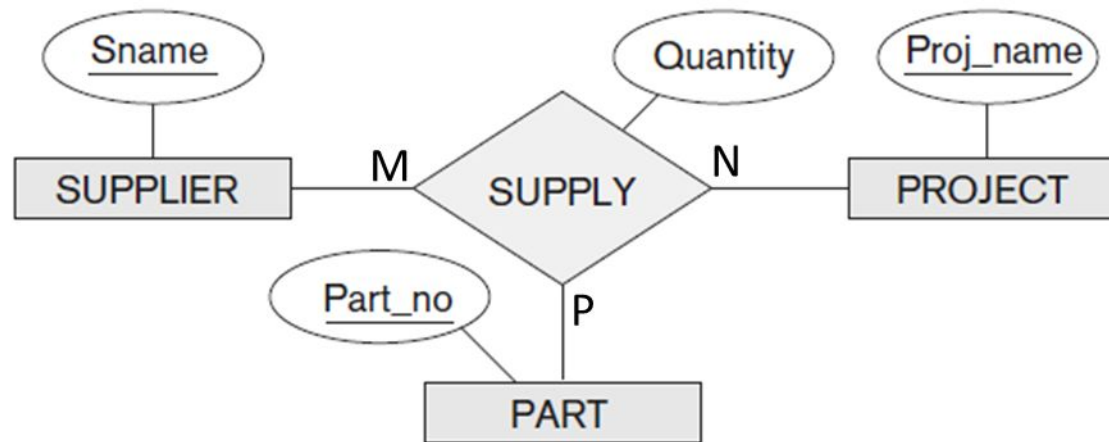 Sname
Quantity
Proj_name
SUPPLIER
M
SUPPLY
N
PROJECT
Part_no
P
PART